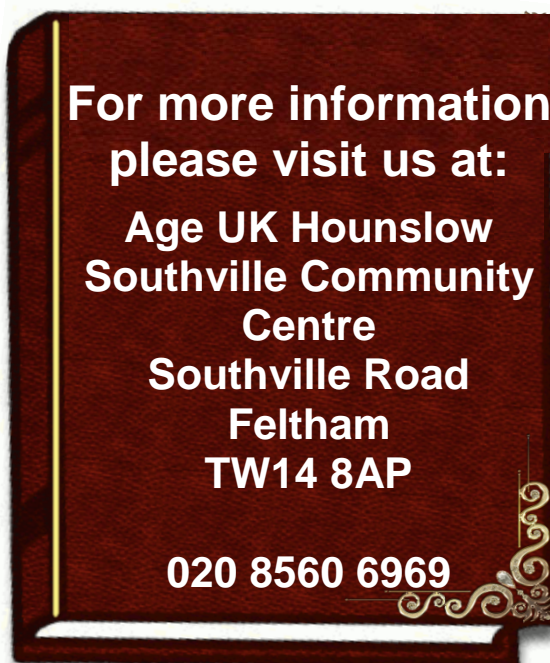 For more information
please visit us at:
Age UK Hounslow
Southville Community
Centre
Southville Road
Feltham
TW14 8AP
020 8560 6969